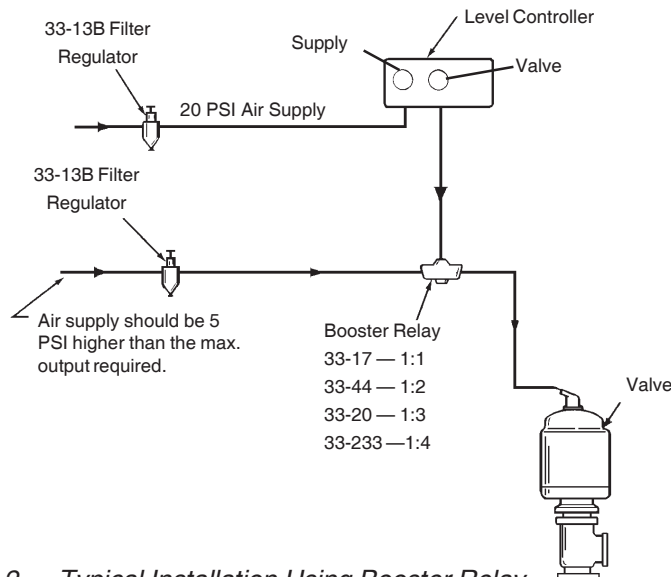 33-13B Filter
Regulator
Level Controller
Supply
Valve
20 PSI Air Supply
33-13B Filter
Regulator
Air supply should be 5
PSI higher than the max.
output required.
Booster Relay
33-17 — 1:1
33-44 — 1:2
33-20 — 1:3
33-233 —1:4
Valve
Typical Installation Using Booster Relay